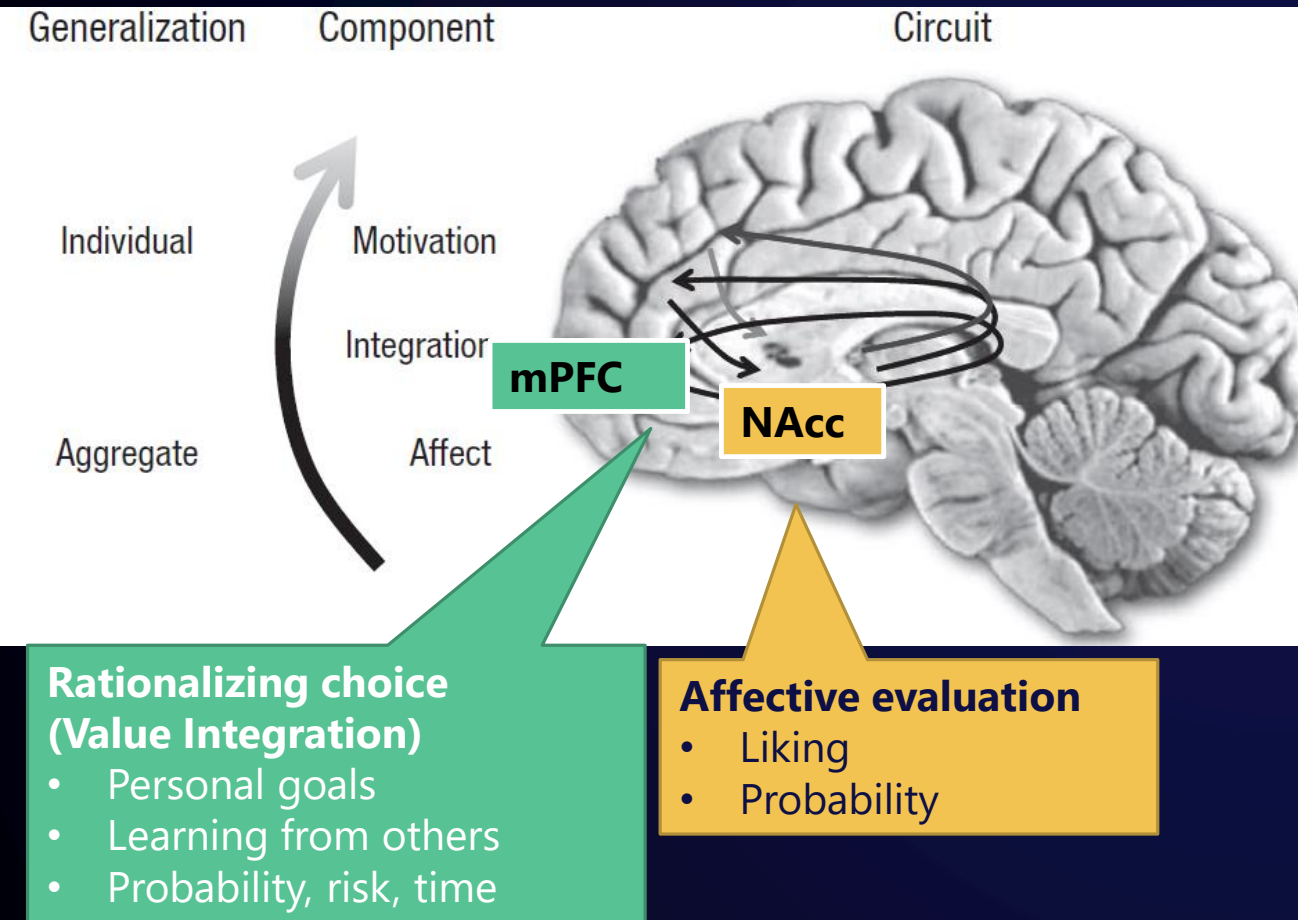 Generalization Component Circuit
Individual Motivation
Integration
mPFC
NAcc
Aggregate Affect
Rationalizing choice
(Value Integration)
• Personal goals
• Learning from others
• Probability, risk, time
Affective evaluation
• Liking
• Probability